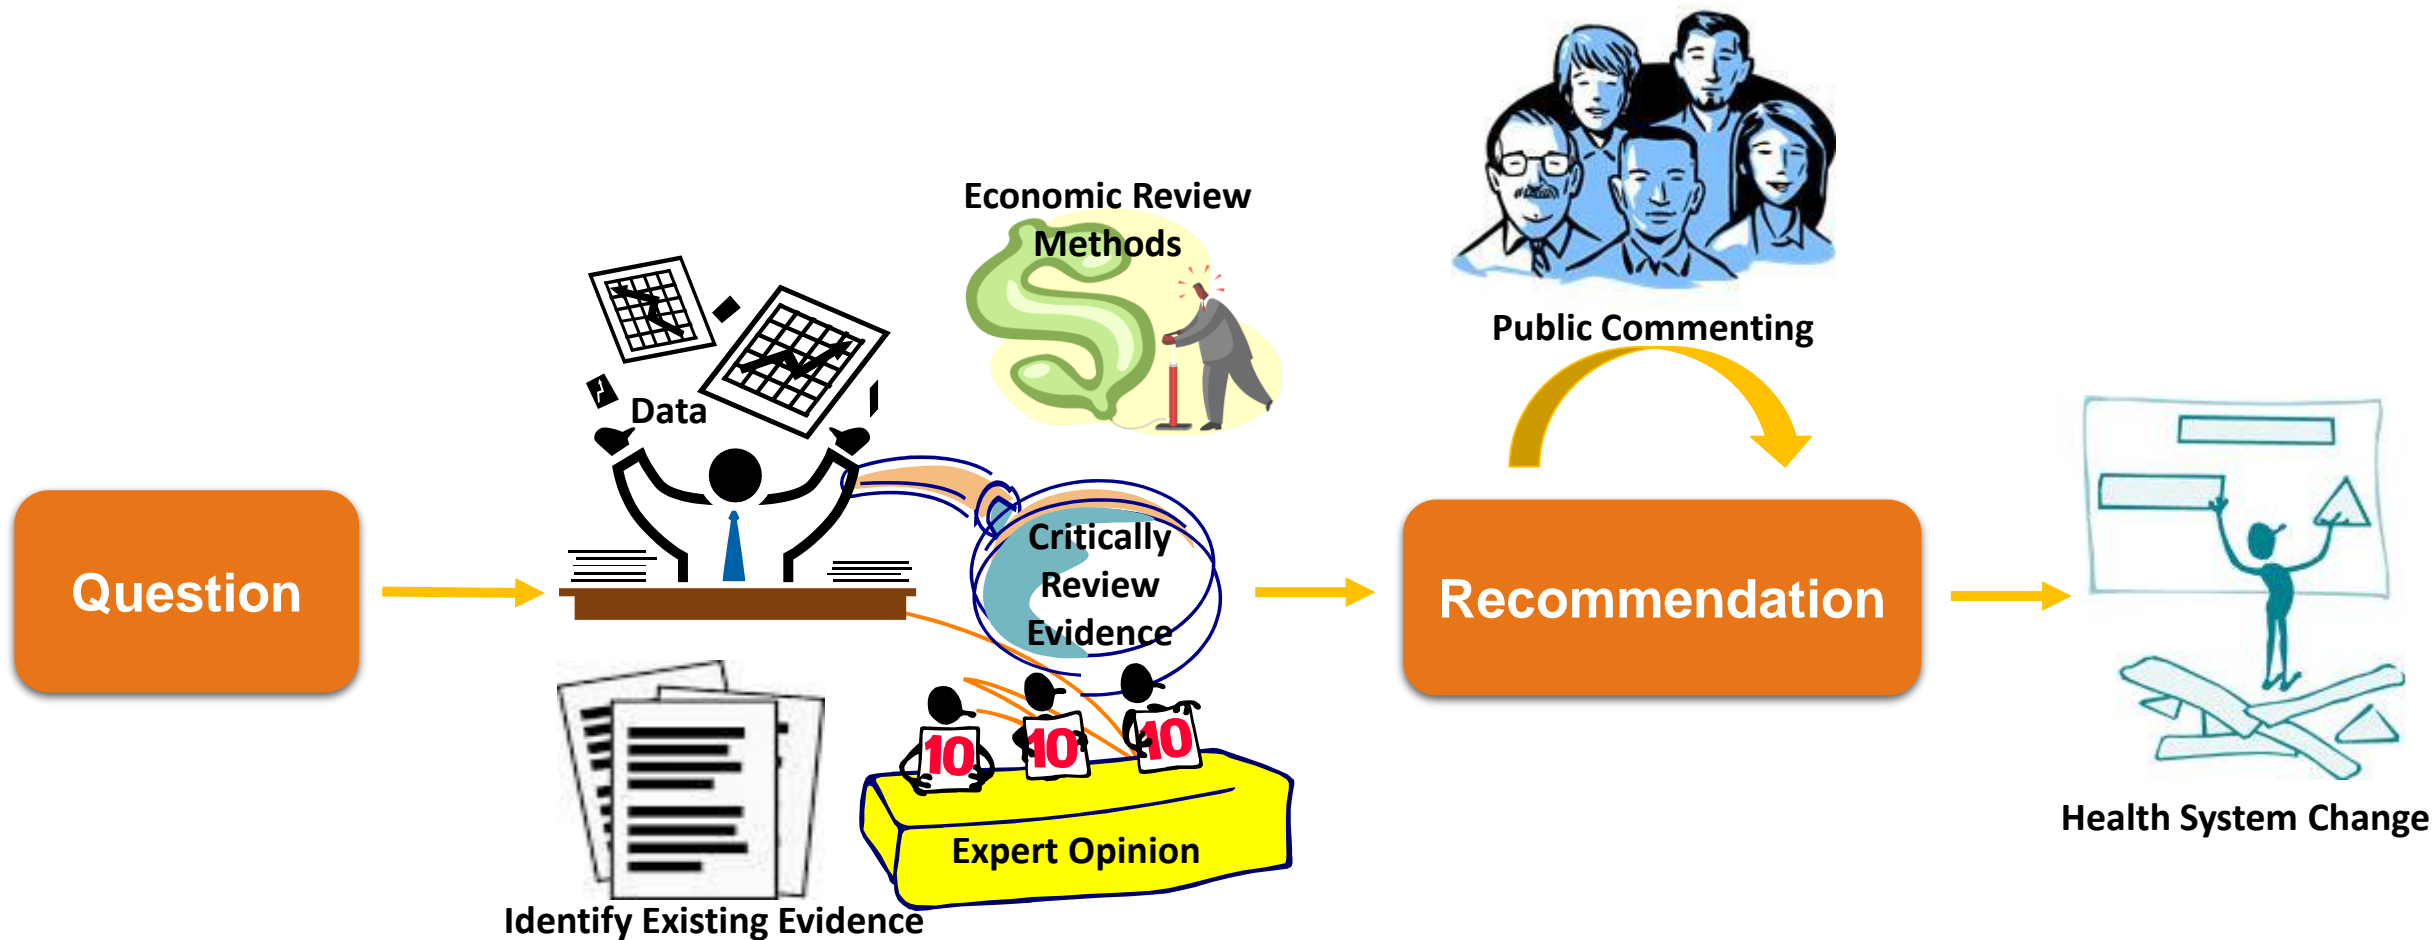 Question
Data
Identify Existing Evidence
Economic Review
Methods
Critically
Review
Evidence
10
10
10
Expert Opinion
Public Commenting
Recommendation
Health System Change